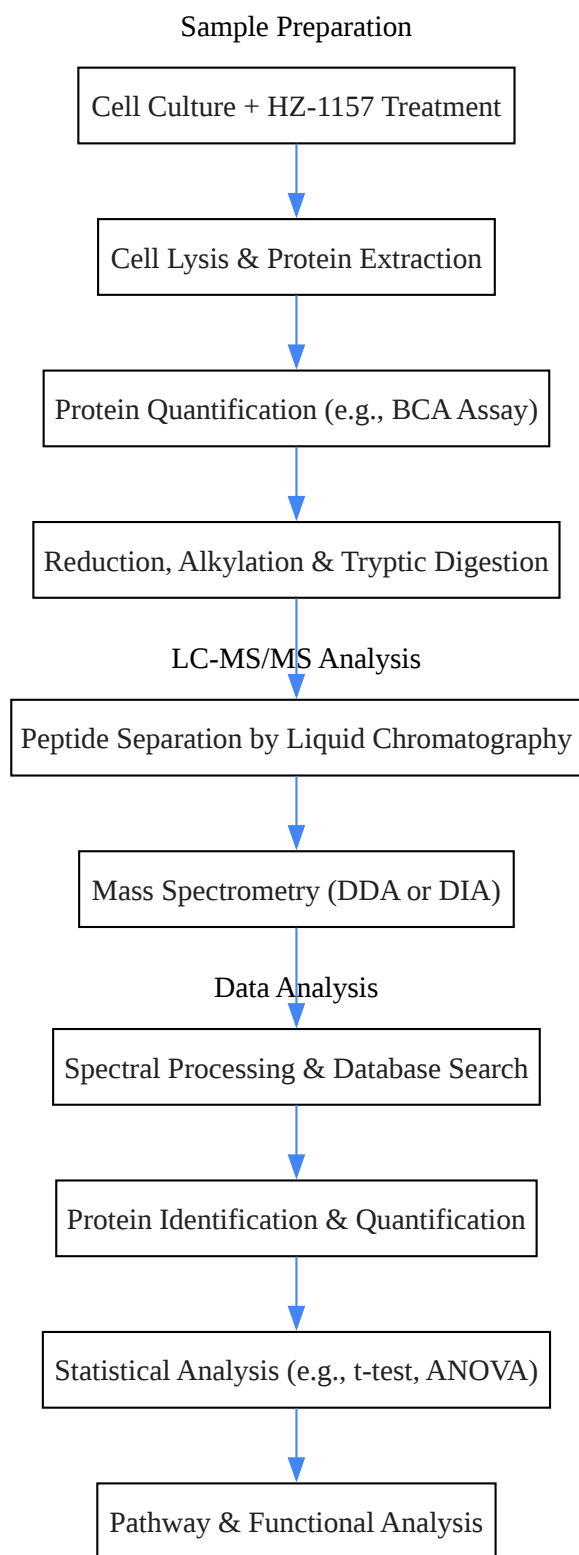 Sample Preparation
Cell Culture + HZ-1157 Treatment
Cell Lysis & Protein Extraction
Protein Quantification (e.g., BCA Assay)
Reduction, Alkylation & Tryptic Digestion
LC-MS/MS Analysis
Peptide Separation by Liquid Chromatography
Mass Spectrometry (DDA or DIA)
Data Analysis
Spectral Processing & Database Search
Protein Identification & Quantification
Statistical Analysis (e.g., t-test, ANOVA)
Pathway & Functional Analysis